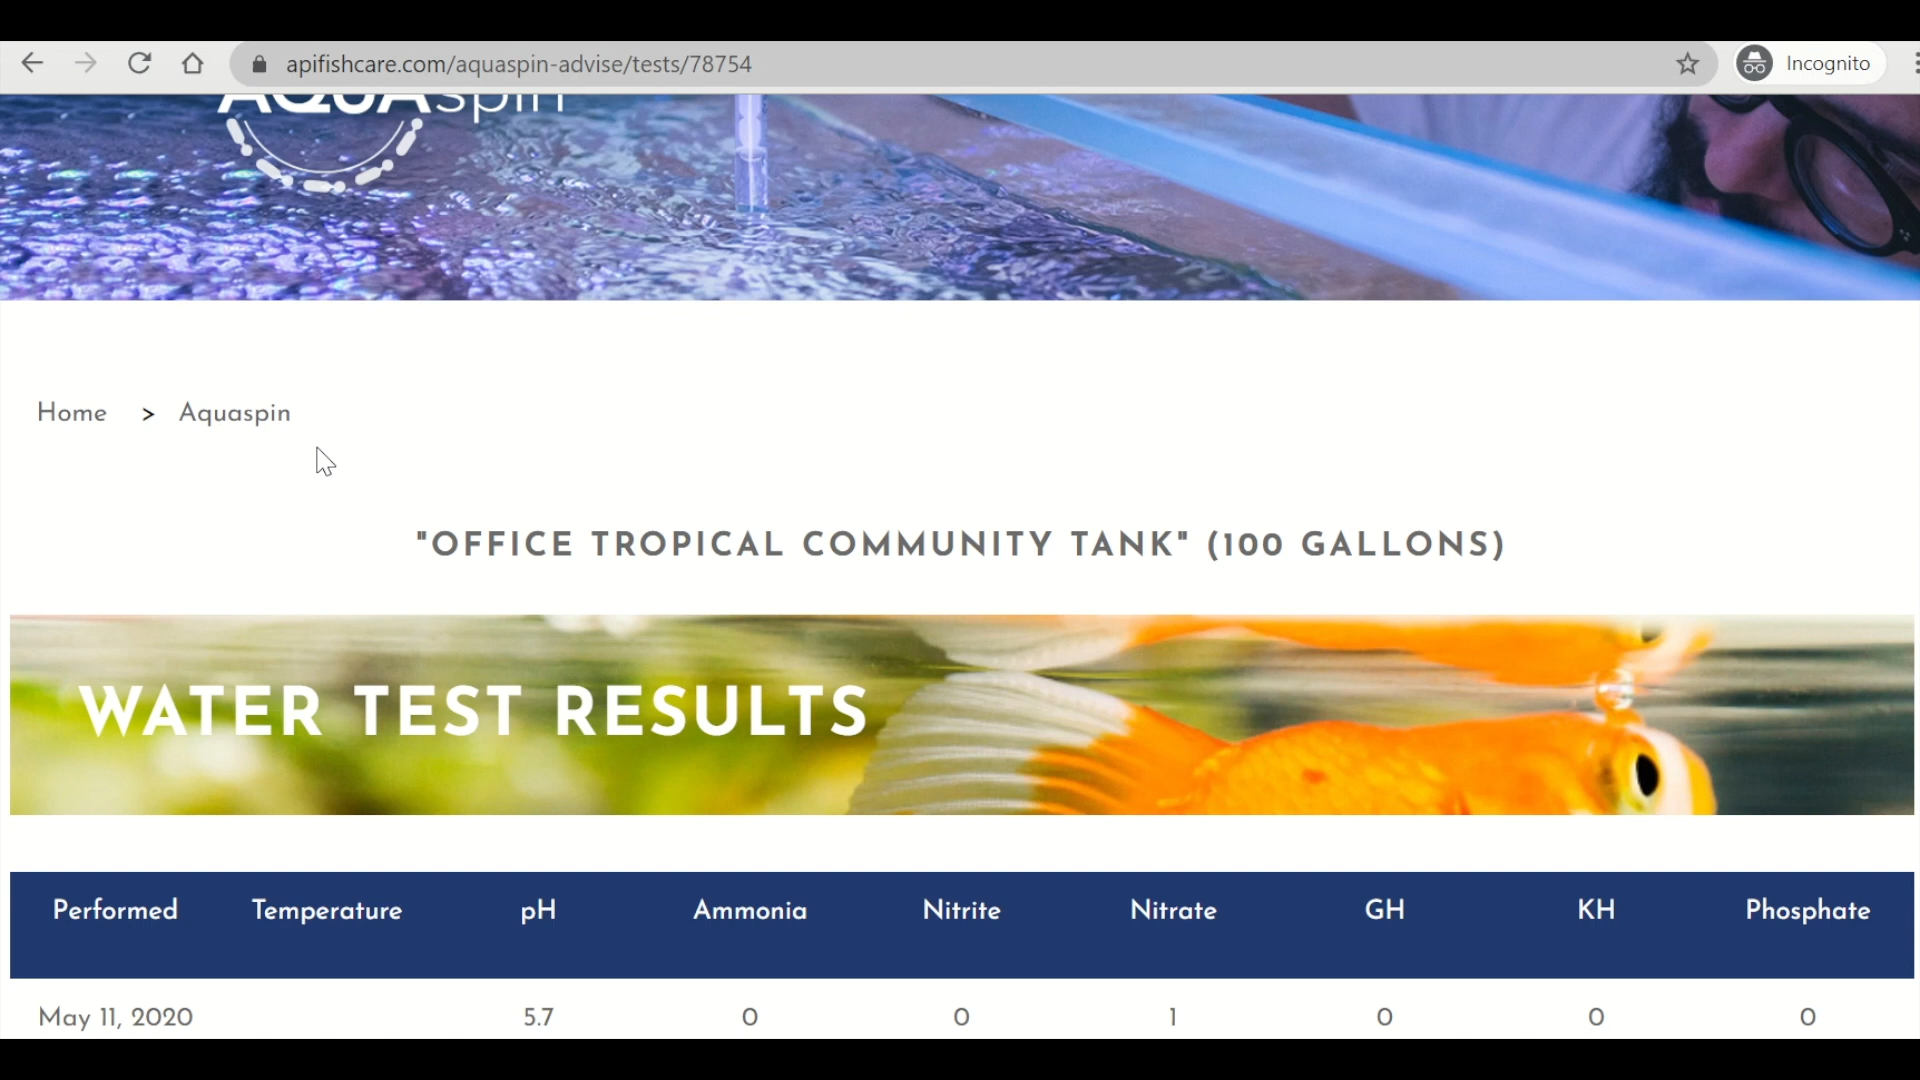 apifishcare.com/aquaspin-advise/tests/78754
Incognito
AQUAspin
Home > Aquaspin
"OFFICE TROPICAL COMMUNITY TANK" (100 GALLONS)
WATER TEST RESULTS
Performed Temperature pH Ammonia Nitrite Nitrate GH KH Phosphate
May 11, 2020 5.7 0 0 1 0 0 0